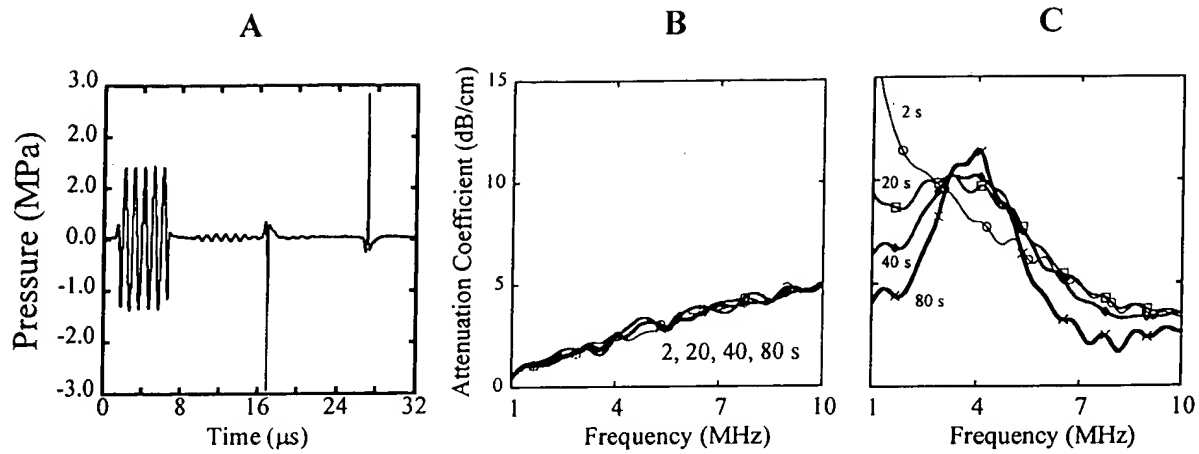 A
B
C
Pressure (MPa)
3.0
2.0
2.0
0.0
-1.0
-2.0
-3.0
0
8
16
24
32
Time (μs)
Attenuation Coefficient (dB/cm)
15
10
5
0
2, 20, 40, 80 s
1
4
7
10
Frequency (MHz)
2 s
20 s
40 s
80 s
1
4
7
10
Frequency (MHz)